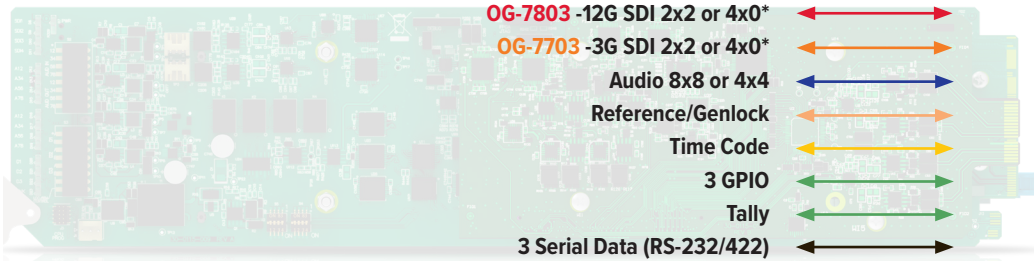 OG-7803 -12G SDI 2x2 or 4x0*
OG-7703 -3G SDI 2x2 or 4x0*
Audio 8x8 or 4x4
Reference/Genlock
Time Code
3 GPIO
Tally
3 Serial Data (RS-232/422)